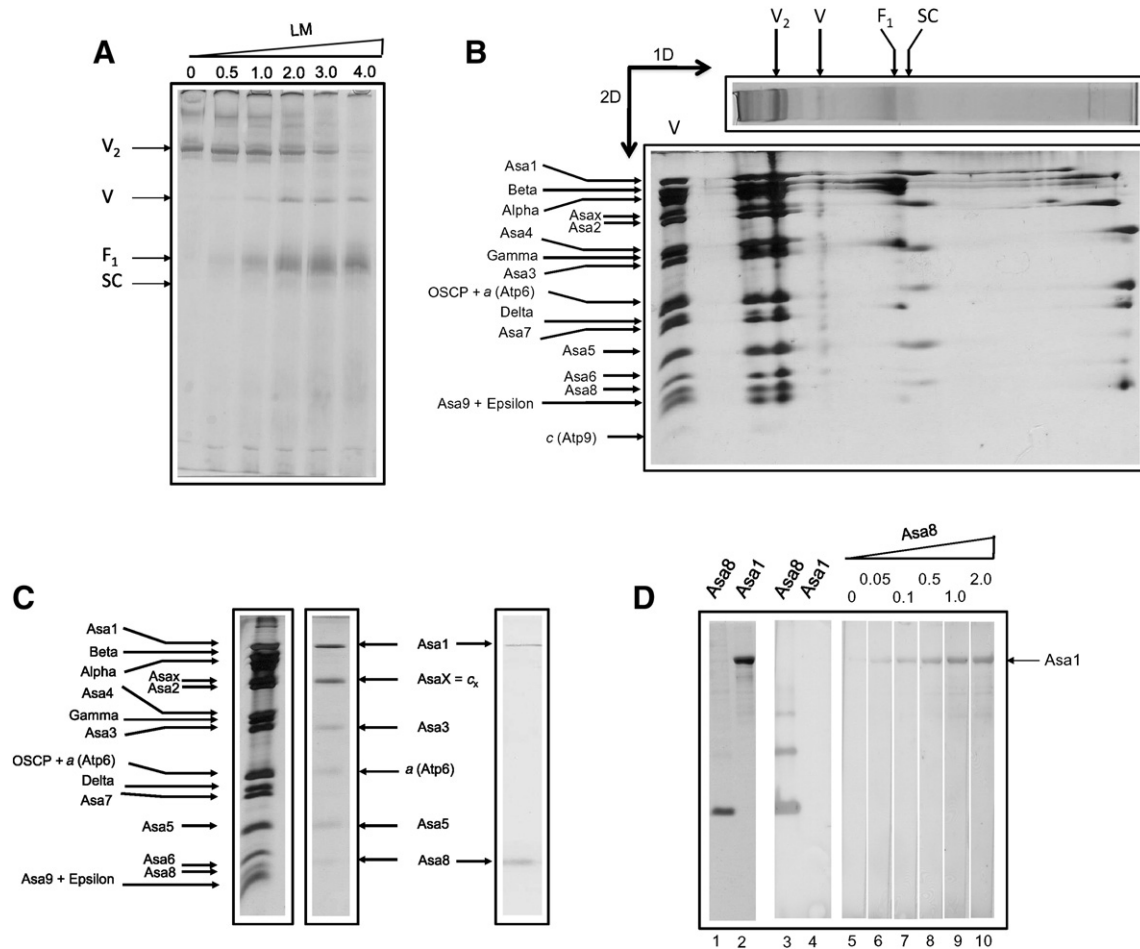 A
LM
0 0.5 1.0 2.0 3.0 4.0
V2
V
F1
SC
B
1D
2D
V2 V F1 SC
V
Asa1
Beta
Alpha
Asax
Asa2
Asa4
Gamma
Asa3
OSCP + a (Atp6)
Delta
Asa7
Asa5
Asa6
Asa8
Asa9 + Epsilon
c (Atp9)
C
Asa1
Beta
Alpha
Asax
Asa2
Asa4
Gamma
Asa3
OSCP + a (Atp6)
Delta
Asa7
Asa5
Asa6
Asa8
Asa9 + Epsilon
Asa1
AsaX = cx
Asa3
a (Atp6)
Asa5
Asa8
D
Asa8 Asa1 Asa8 Asa1
Asa8
0 0.05 0.1 0.5 1.0 2.0
Asa1
1 2 3 4 5 6 7 8 9 10